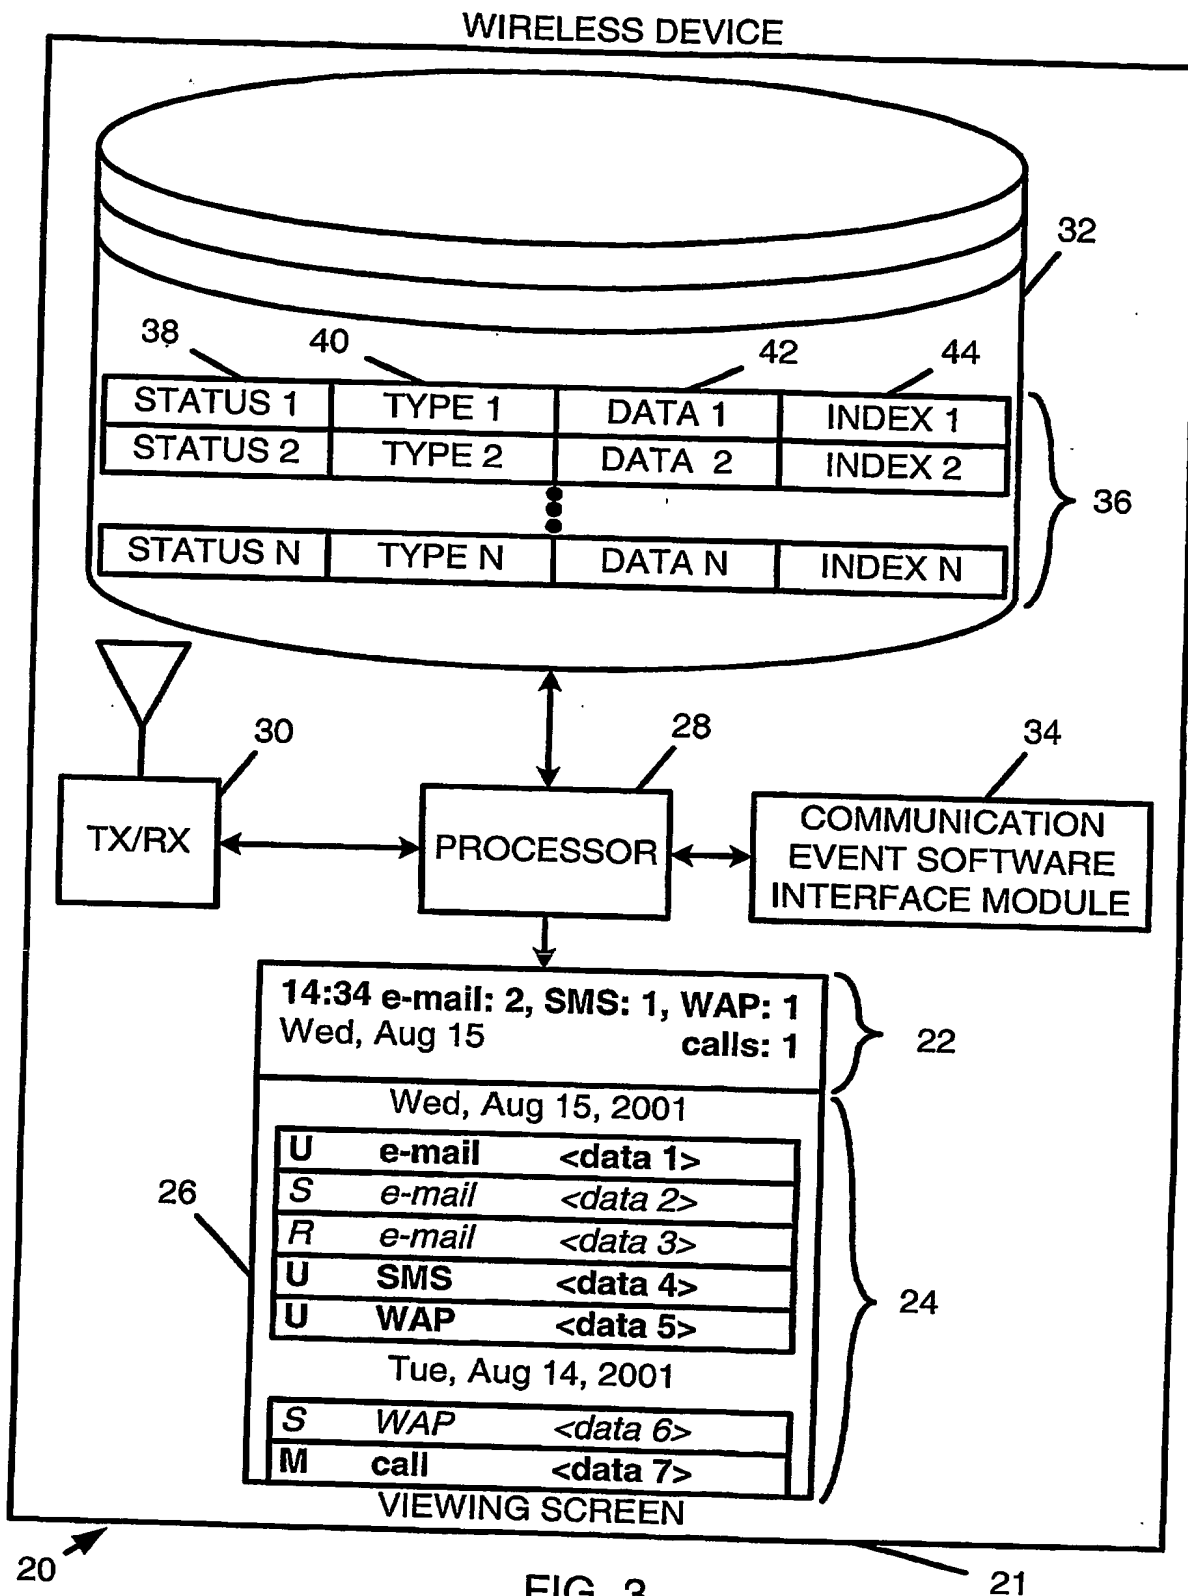 WIRELESS DEVICE
32
38 40 42 44
STATUS 1 TYPE 1 DATA 1 INDEX 1
STATUS 2 TYPE 2 DATA 2 INDEX 2
36
STATUS N TYPE N DATA N INDEX N
30 28 34
TX/RX
PROCESSOR
COMMUNICATION
EVENT SOFTWARE
INTERFACE MODULE
14:34 e-mail: 2, SMS: 1, WAP: 1
Wed, Aug 15 calls: 1
22
Wed, Aug 15, 2001
U e-mail <data 1>
S e-mail <data 2>
R e-mail <data 3>
U SMS <data 4>
U WAP <data 5>
26
24
Tue, Aug 14, 2001
S WAP <data 6>
M call <data 7>
VIEWING SCREEN
20
21
FIG. 3